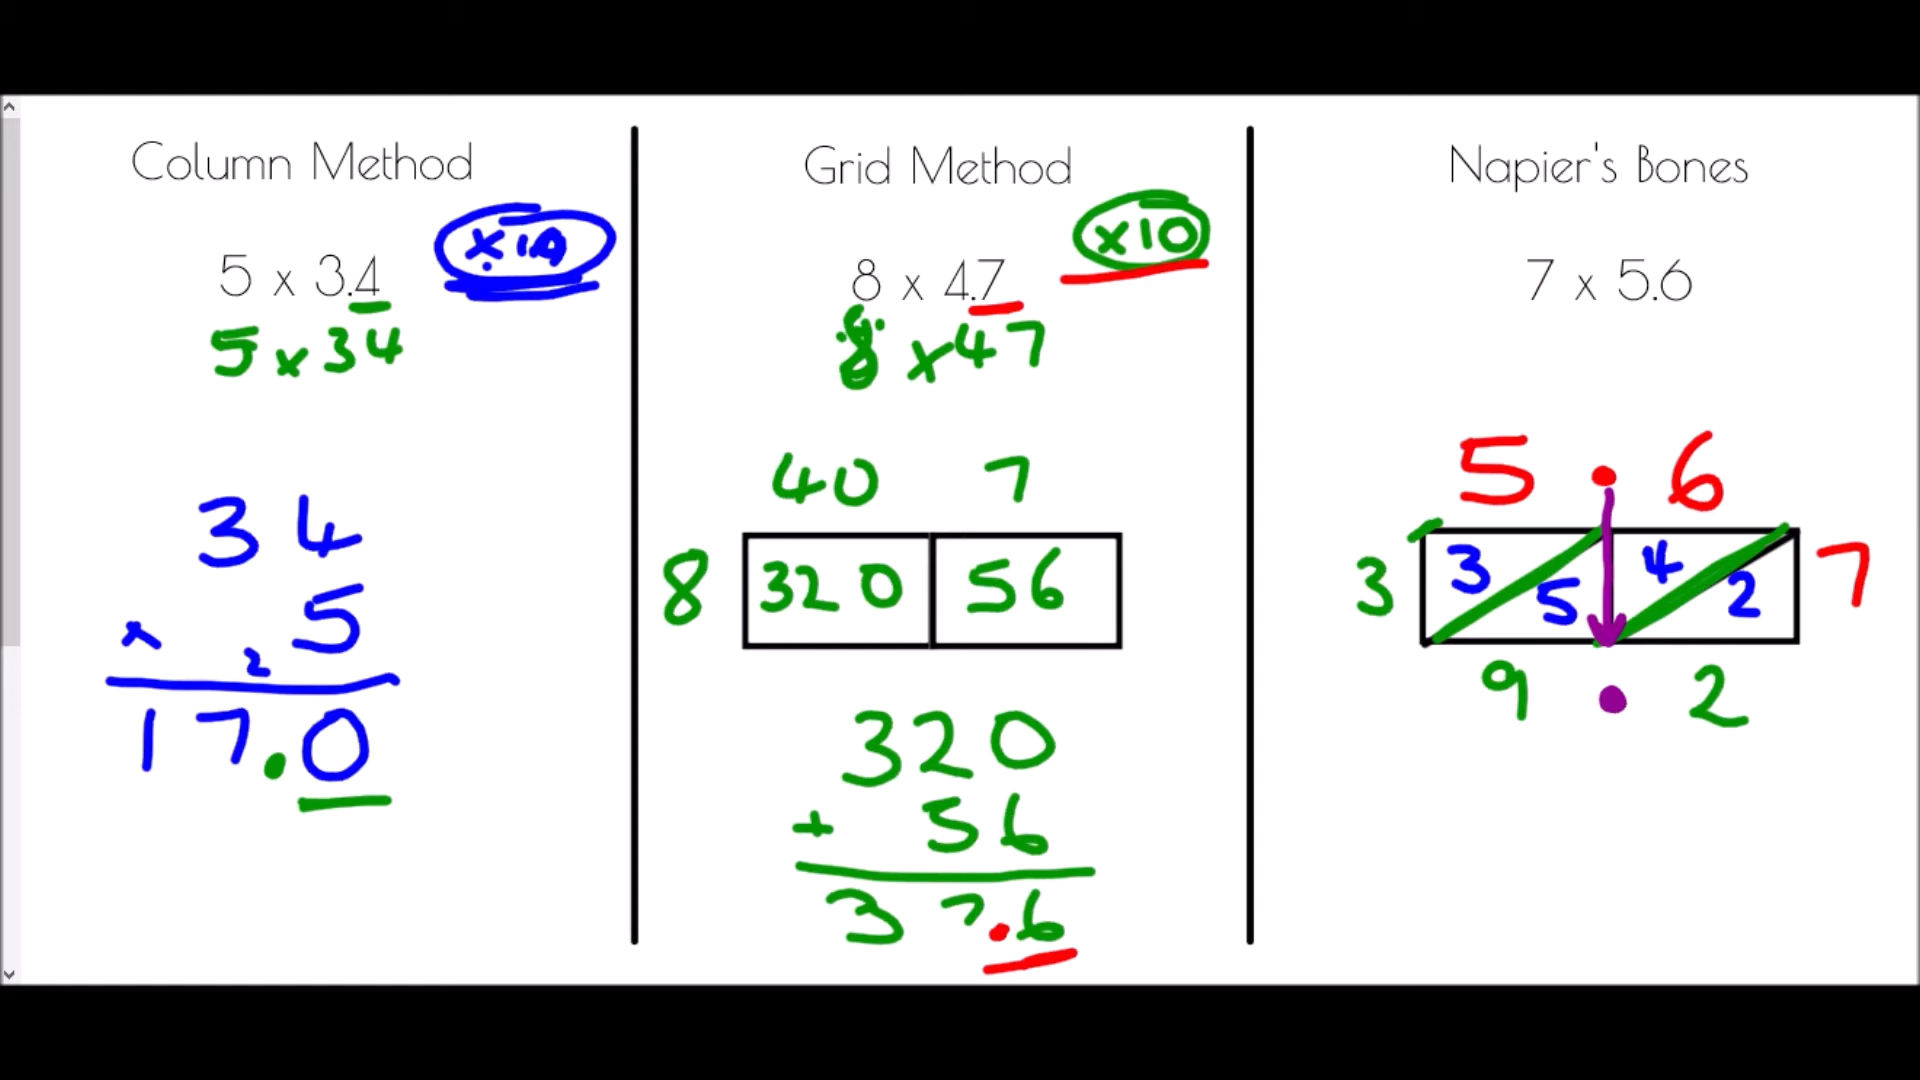 Column Method
x10
5 x 3.4
5 x 34
34
x 5
2
17.0
Grid Method
x10
8 x 4.7
8 x 47
40 7
8 320 56
320
+ 56
37.6
Napier's Bones
7 x 5.6
5 . 6
3 3 5 4 2 7
9 . 2